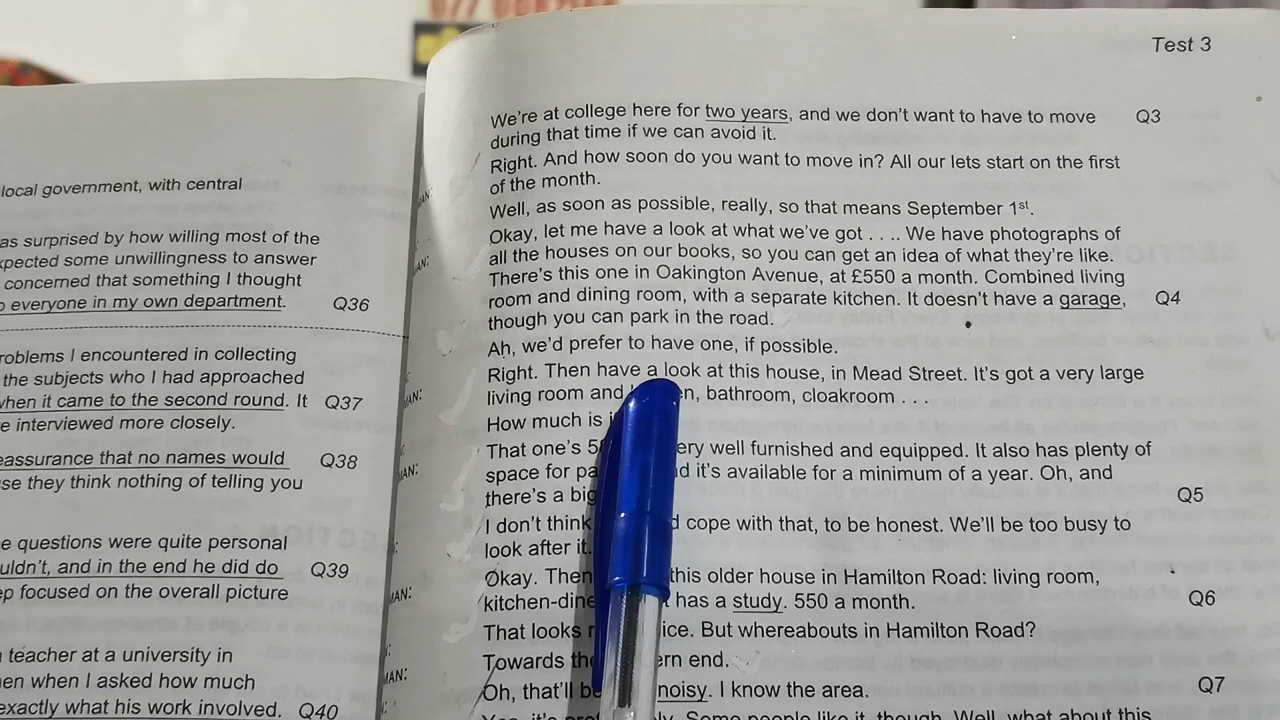 local government, with central
as surprised by how willing most of the
expected some unwillingness to answer
concerned that something I thought
everyone in my own department. Q36
problems I encountered in collecting
the subjects who I had approached
when it came to the second round. It Q37
interviewed more closely.
reassurance that no names would Q38
se they think nothing of telling you
e questions were quite personal
uldn't, and in the end he did do Q39
ep focused on the overall picture
teacher at a university in
en when I asked how much
exactly what his work involved. Q40
Test 3
We're at college here for two years, and we don't want to have to move Q3
during that time if we can avoid it.
Right. And how soon do you want to move in? All our lets start on the first
of the month.
Well, as soon as possible, really, so that means September 1st.
Okay, let me have a look at what we've got . . . . We have photographs of
all the houses on our books, so you can get an idea of what they're like.
There's this one in Oakington Avenue, at £550 a month. Combined living
room and dining room, with a separate kitchen. It doesn't have a garage, Q4
though you can park in the road.
Ah, we'd prefer to have one, if possible.
Right. Then have a look at this house, in Mead Street. It's got a very large
living room and bathroom, cloakroom . . .
How much is
That one's well furnished and equipped. It also has plenty of
space for it's available for a minimum of a year. Oh, and
there's a big Q5
I don't think cope with that, to be honest. We'll be too busy to
look after it.
Okay. Then this older house in Hamilton Road: living room,
has a study. 550 a month. Q6
That looks But whereabouts in Hamilton Road?
Towards end.
Oh, that'll be noisy. I know the area. Q7
Some people like it, though. Well, what about this